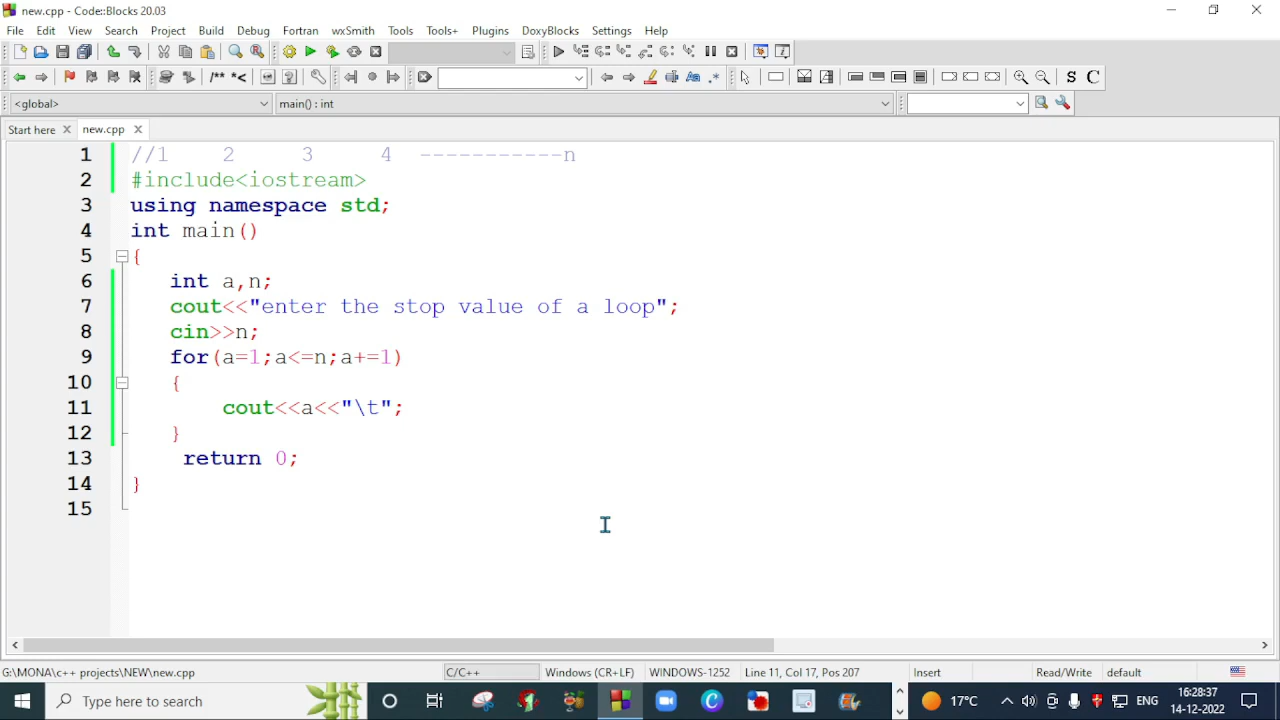 new.cpp - Code::Blocks 20.03
File Edit View Search Project Build Debug Fortran wxSmith Tools Tools+ Plugins DoxyBlocks Settings Help
<global> main() : int
Start here new.cpp
1 //1 2 3 4 -----------n
2 #include<iostream>
3 using namespace std;
4 int main()
5 {
6 int a,n;
7 cout<<"enter the stop value of a loop";
8 cin>>n;
9 for(a=1;a<=n;a+=1)
10 {
11 cout<<a<<"\t";
12 }
13 return 0;
14 }
15
G:\MONA\c++ projects\NEW\new.cpp C/C++ Windows (CR+LF) WINDOWS-1252 Line 11, Col 17, Pos 207 Insert Read/Write default
Type here to search 17°C ENG 16:28:37
14-12-2022